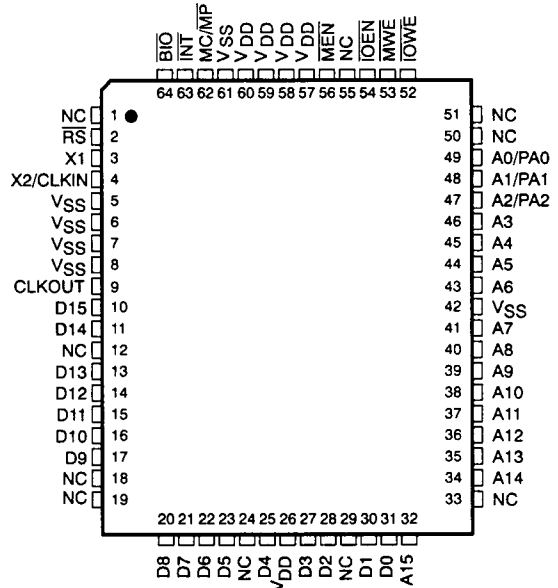 BIO INT MC/MP VSS VDD VDD VDD VDD MEN NC IOEN MWE IOWE
64 63 62 61 60 59 58 57 56 55 54 53 52
NC 1 51 NC
RS 2 50 NC
X1 3 49 A0/PA0
X2/CLKIN 4 48 A1/PA1
VSS 5 47 A2/PA2
VSS 6 46 A3
VSS 7 45 A4
VSS 8 44 A5
CLKOUT 9 43 A6
D15 10 42 VSS
D14 11 41 A7
NC 12 40 A8
D13 13 39 A9
D12 14 38 A10
D11 15 37 A11
D10 16 36 A12
D9 17 35 A13
NC 18 34 A14
NC 19 33 NC
20 21 22 23 24 25 26 27 28 29 30 31 32
D8 D7 D6 D5 NC D4 VDD D3 D2 NC D1 D0 A15